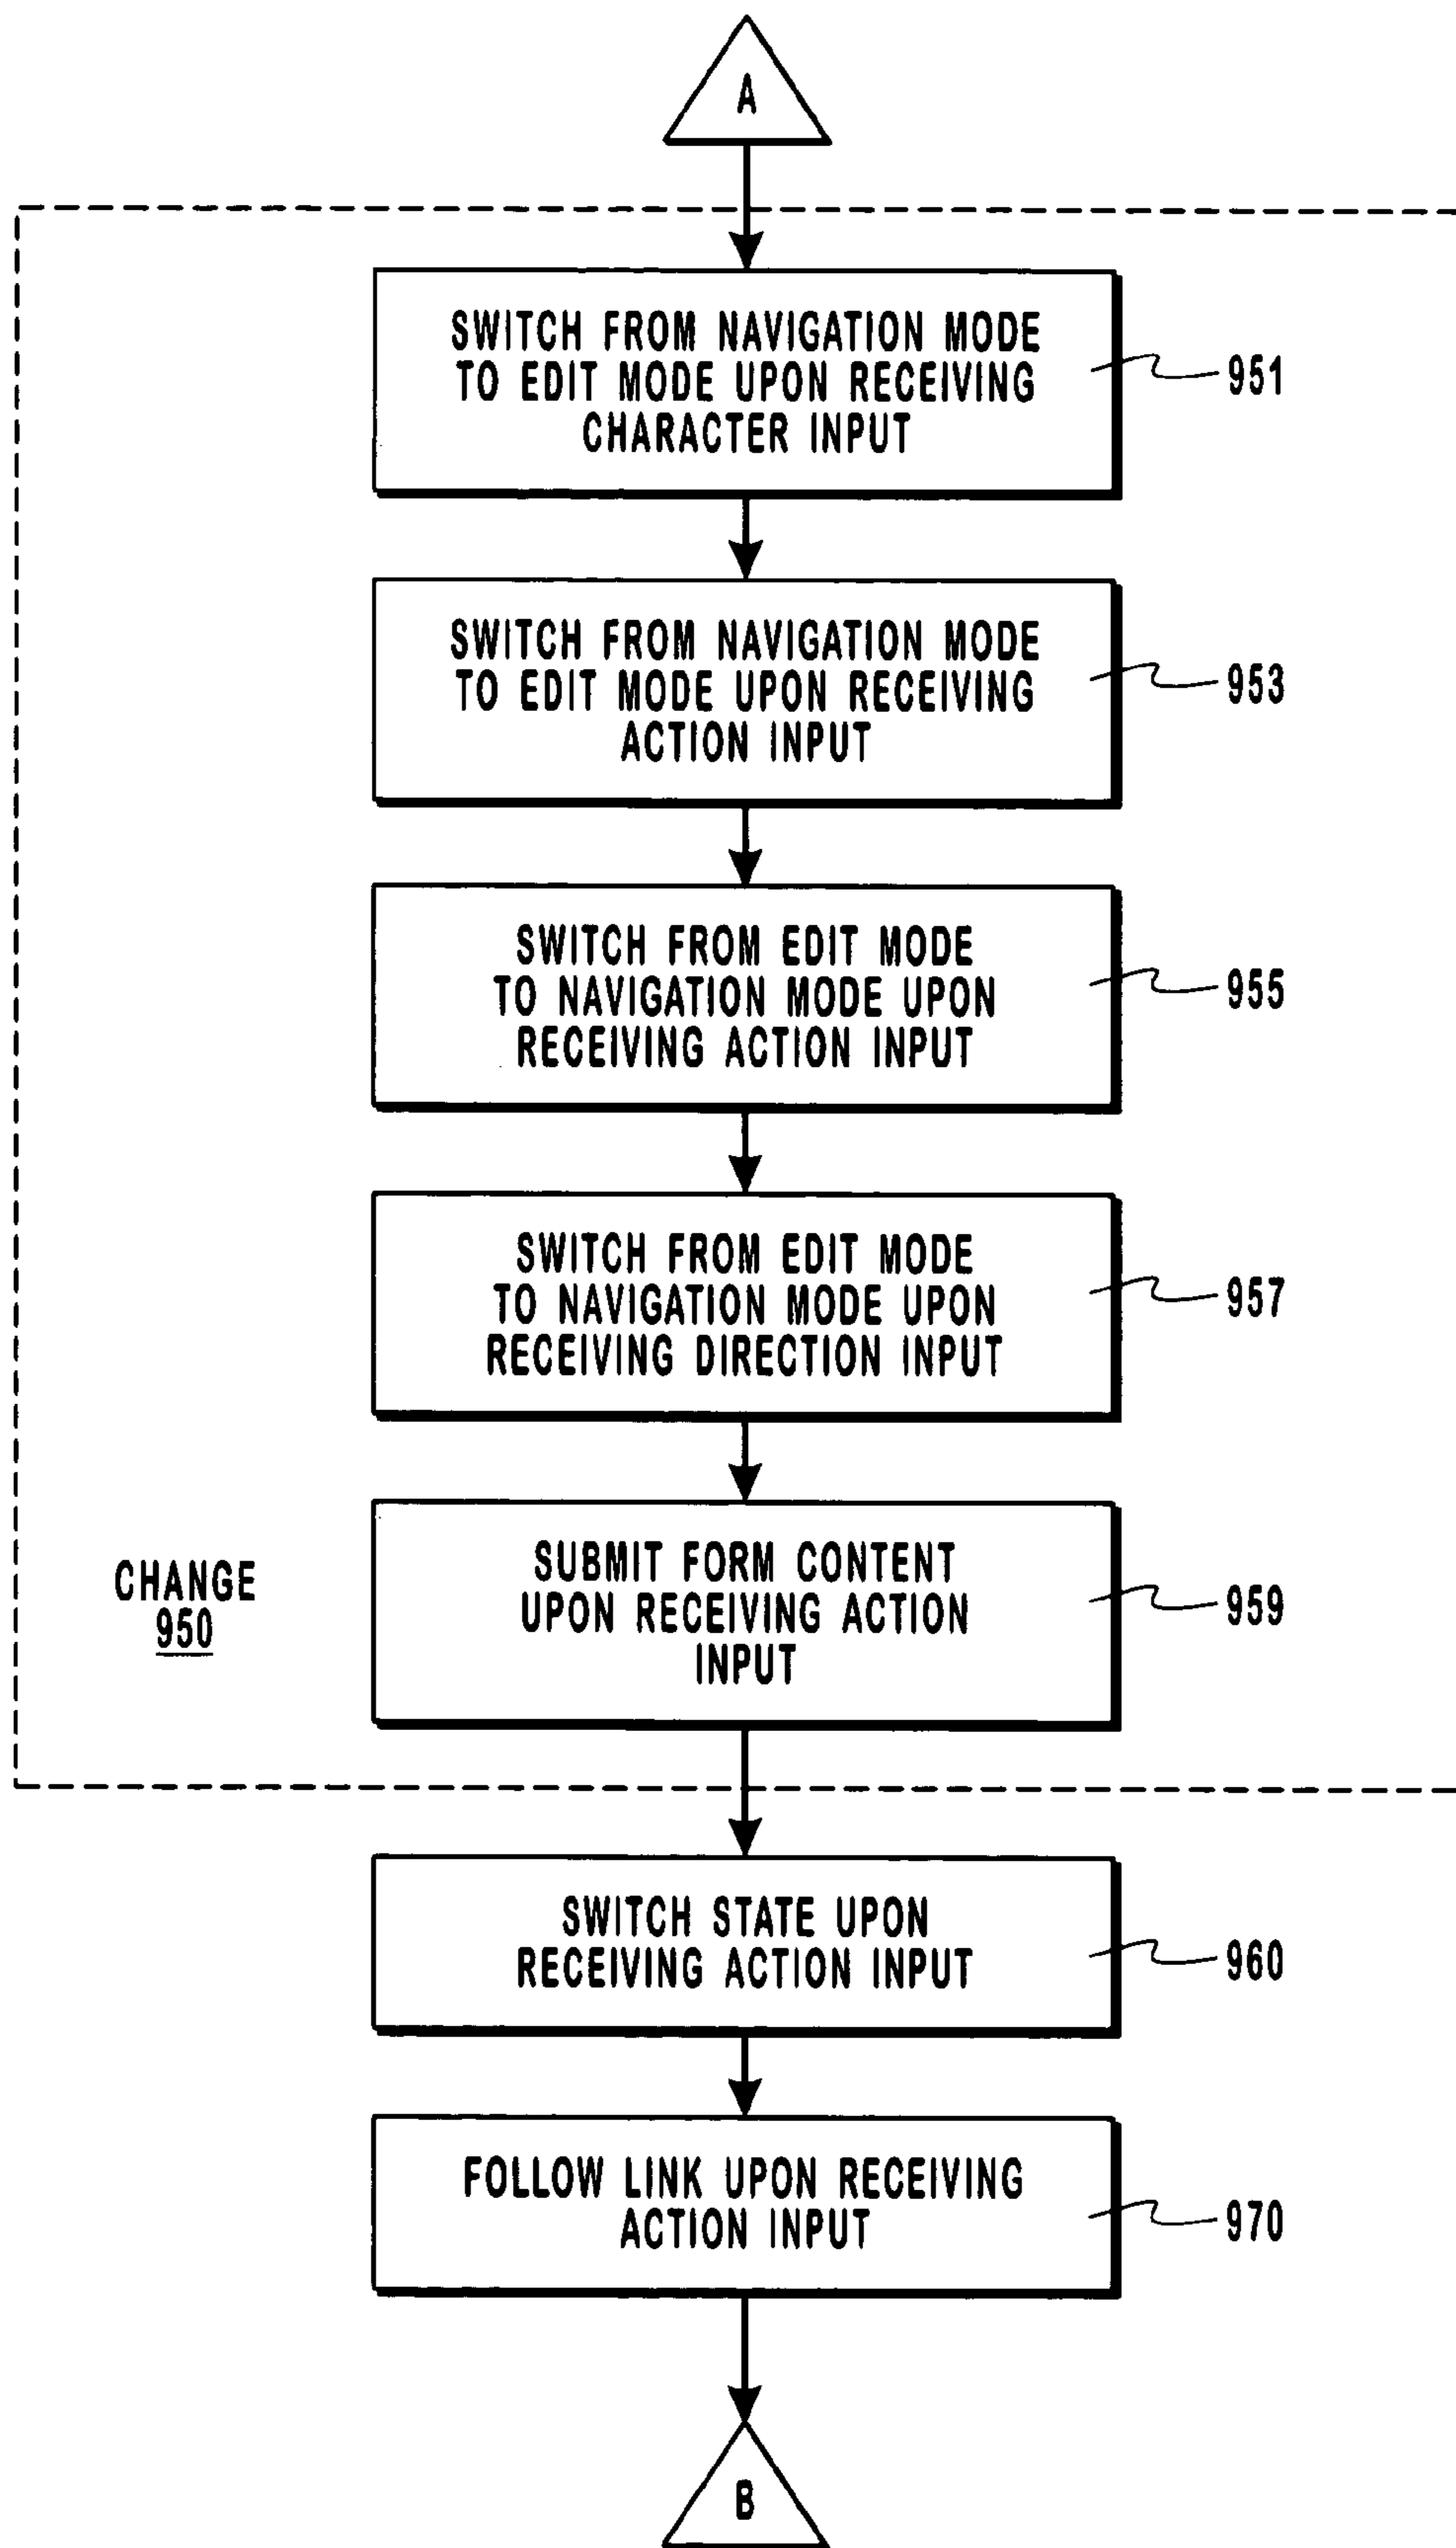 A
SWITCH FROM NAVIGATION MODE
TO EDIT MODE UPON RECEIVING
CHARACTER INPUT
951
SWITCH FROM NAVIGATION MODE
TO EDIT MODE UPON RECEIVING
ACTION INPUT
953
SWITCH FROM EDIT MODE
TO NAVIGATION MODE UPON
RECEIVING ACTION INPUT
955
SWITCH FROM EDIT MODE
TO NAVIGATION MODE UPON
RECEIVING DIRECTION INPUT
957
SUBMIT FORM CONTENT
UPON RECEIVING ACTION
INPUT
959
CHANGE
950
SWITCH STATE UPON
RECEIVING ACTION INPUT
960
FOLLOW LINK UPON RECEIVING
ACTION INPUT
970
B